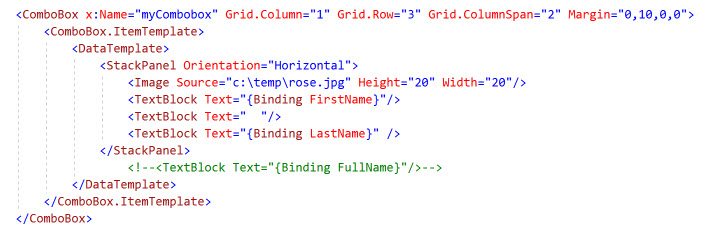 <ComboBox x:Name="myCombobox" Grid.Column="1" Grid.Row="3" Grid.ColumnSpan="2" Margin="0,10,0,0">
    <ComboBox.ItemTemplate>
        <DataTemplate>
            <StackPanel Orientation="Horizontal">
                <Image Source="c:\temp\rose.jpg" Height="20" Width="20"/>
                <TextBlock Text="{Binding FirstName}"/>
                <TextBlock Text="  "/>
                <TextBlock Text="{Binding LastName}" />
            </StackPanel>
                <!--<TextBlock Text="{Binding FullName}"/>-->
        </DataTemplate>
    </ComboBox.ItemTemplate>
</ComboBox>